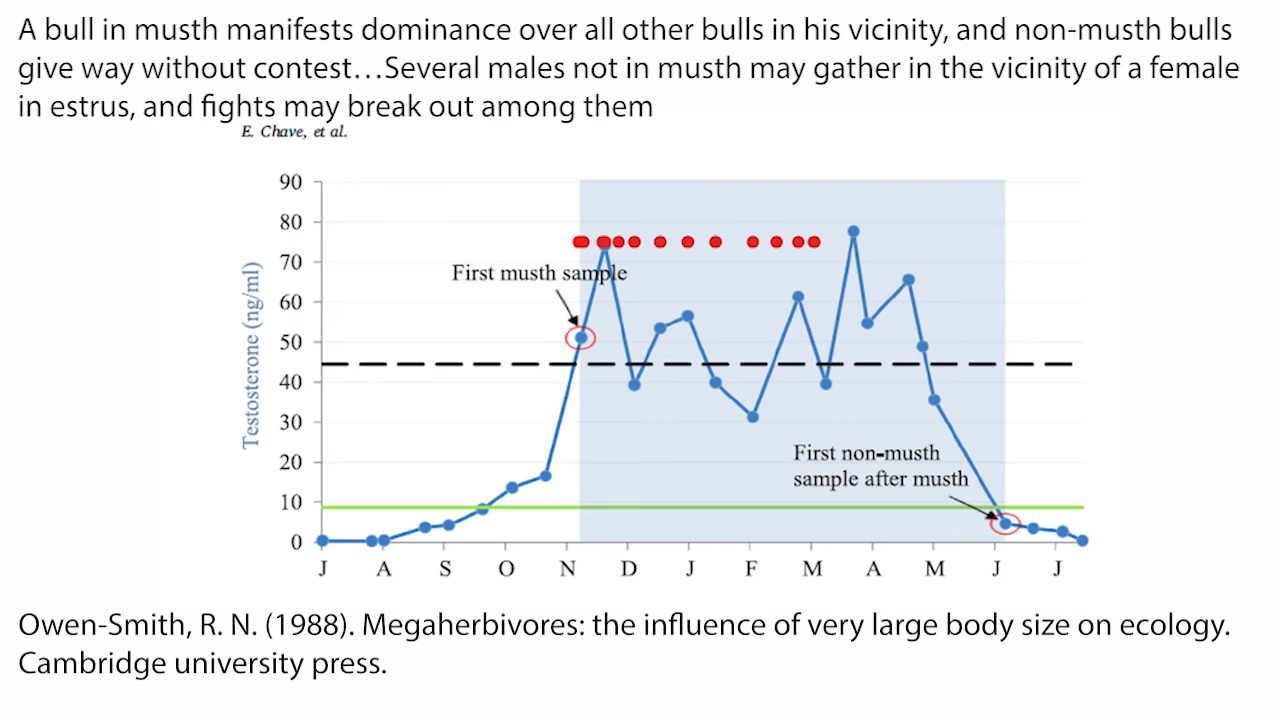 A bull in musth manifests dominance over all other bulls in his vicinity, and non-musth bulls
give way without contest…Several males not in musth may gather in the vicinity of a female
in estrus, and fights may break out among them
E. Chave, et al.
90
80
70
60
50
40
30
20
10
0
Testosterone (ng/ml)
First musth sample
First non-musth
sample after musth
J A S O N D J F M A M J J
Owen-Smith, R. N. (1988). Megaherbivores: the influence of very large body size on ecology.
Cambridge university press.